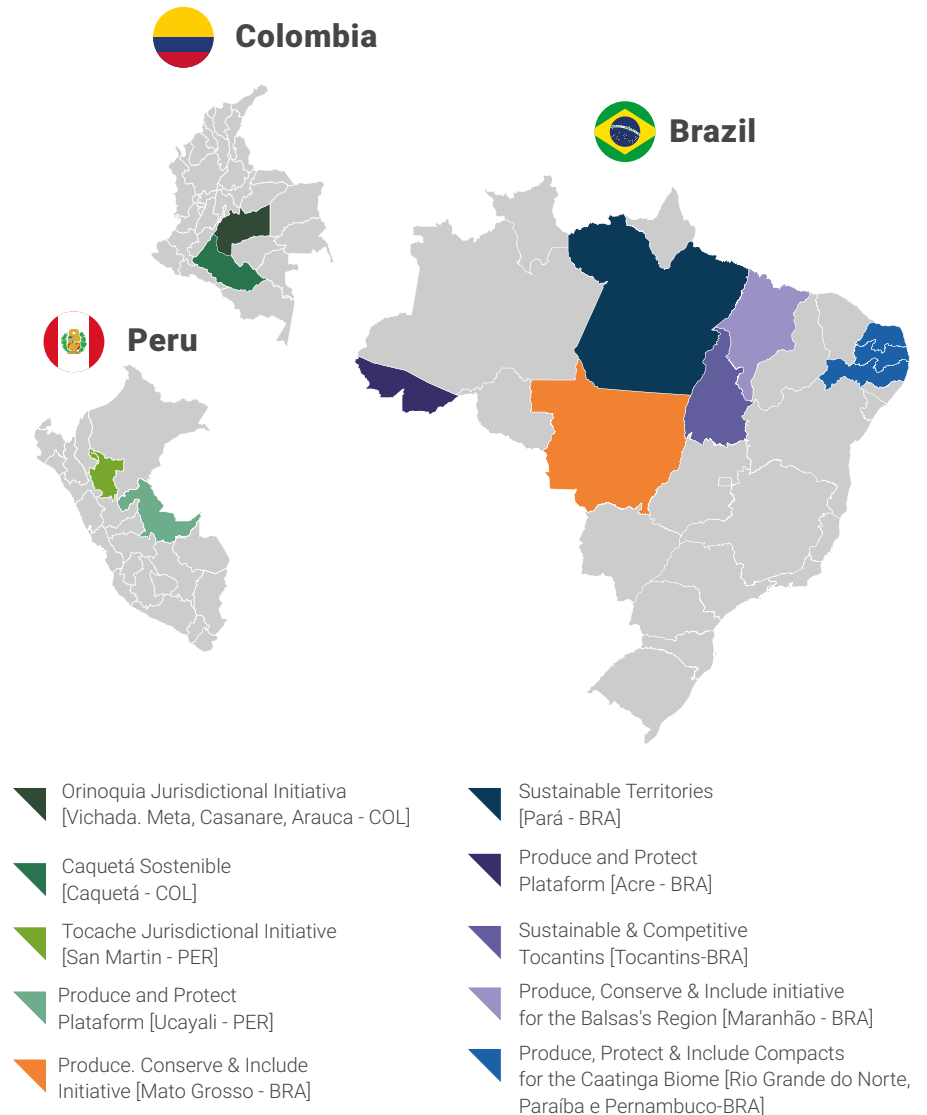 Colombia
Brazil
Peru
Orinoquia Jurisdictional Initiativa
[Vichada. Meta, Casanare, Arauca - COL]
Caquetá Sostenible
[Caquetá - COL]
Tocache Jurisdictional Initiative
[San Martin - PER]
Produce and Protect
Plataform [Ucayali - PER]
Produce. Conserve & Include
Initiative [Mato Grosso - BRA]
Sustainable Territories
[Pará - BRA]
Produce and Protect
Plataform [Acre - BRA]
Sustainable & Competitive
Tocantins [Tocantins-BRA]
Produce, Conserve & Include initiative
for the Balsas's Region [Maranhão - BRA]
Produce, Protect & Include Compacts
for the Caatinga Biome [Rio Grande do Norte,
Paraíba e Pernambuco-BRA]